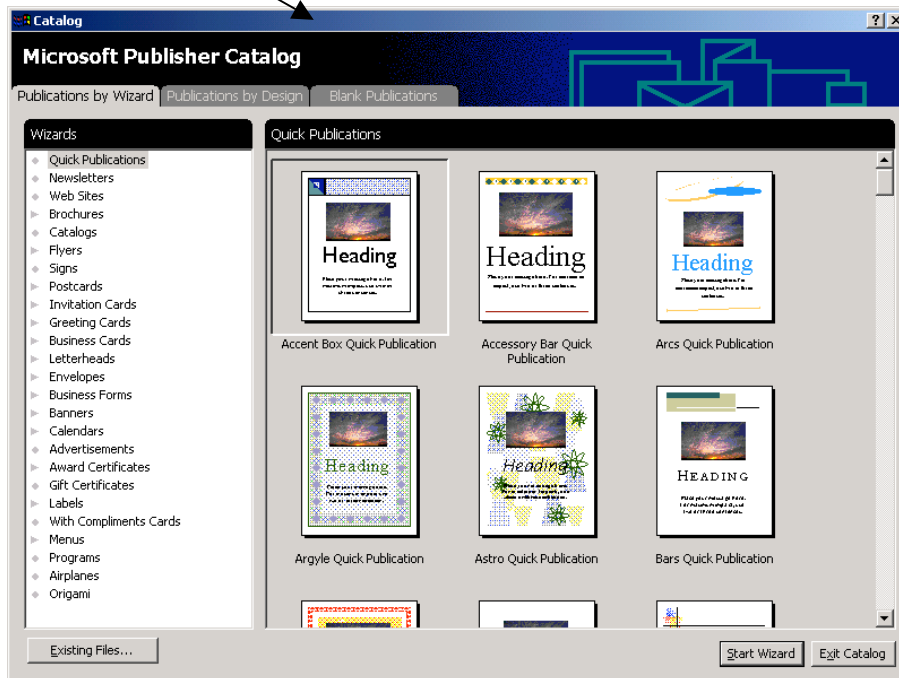 Catalog
Microsoft Publisher Catalog
Publications by Wizard
Publications by Design
Blank Publications
Wizards
Quick Publications
Newsletters
Web Sites
Brochures
Catalogs
Flyers
Signs
Postcards
Invitation Cards
Greeting Cards
Business Cards
Letterheads
Envelopes
Business Forms
Banners
Calendars
Advertisements
Award Certificates
Gift Certificates
Labels
With Compliments Cards
Menus
Programs
Airplanes
Origami
Quick Publications
Heading
Heading
Heading
Accent Box Quick Publication
Accessory Bar Quick
Publication
Arcs Quick Publication
Heading
Heading
HEADING
Argyle Quick Publication
Astro Quick Publication
Bars Quick Publication
Existing Files...
Start Wizard
Exit Catalog